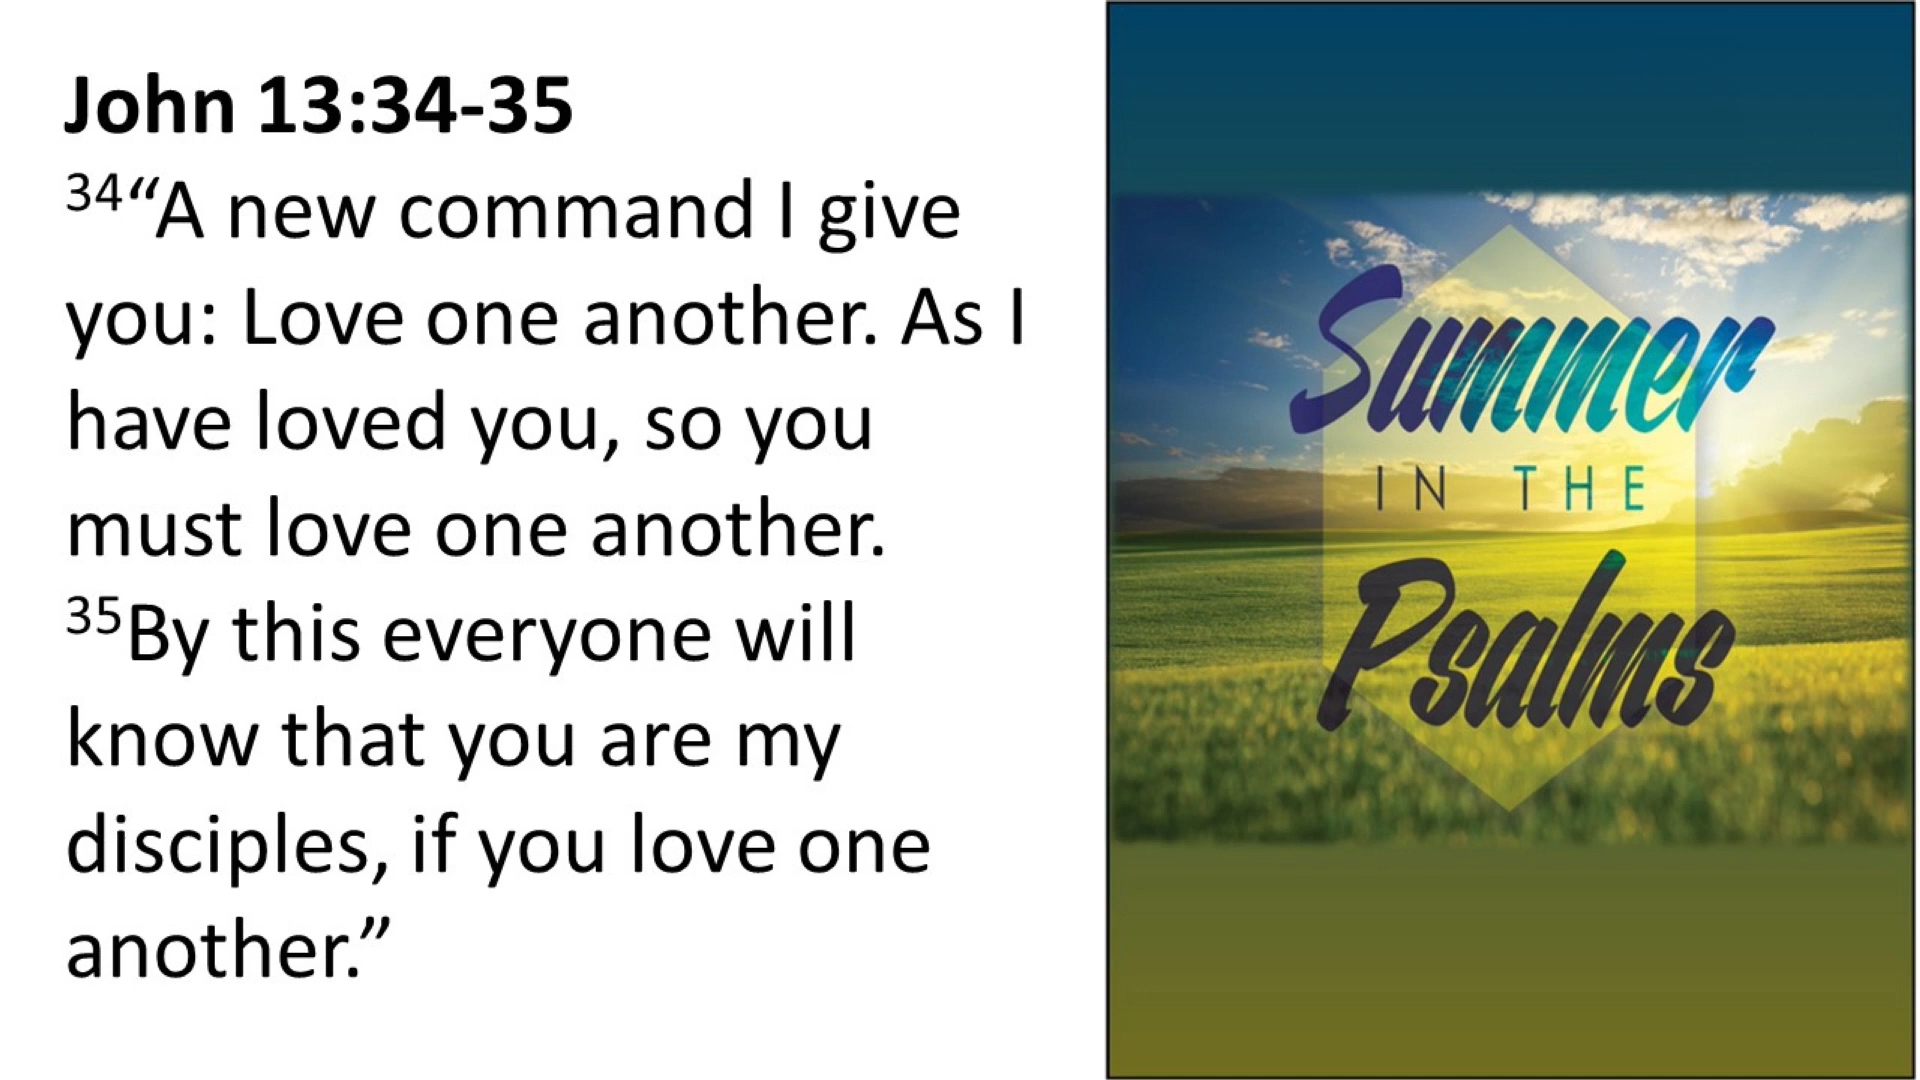 John 13:34-35
34“A new command I give
you: Love one another. As I
have loved you, so you
must love one another.
35By this everyone will
know that you are my
disciples, if you love one
another.”
Summer
IN THE
Psalms